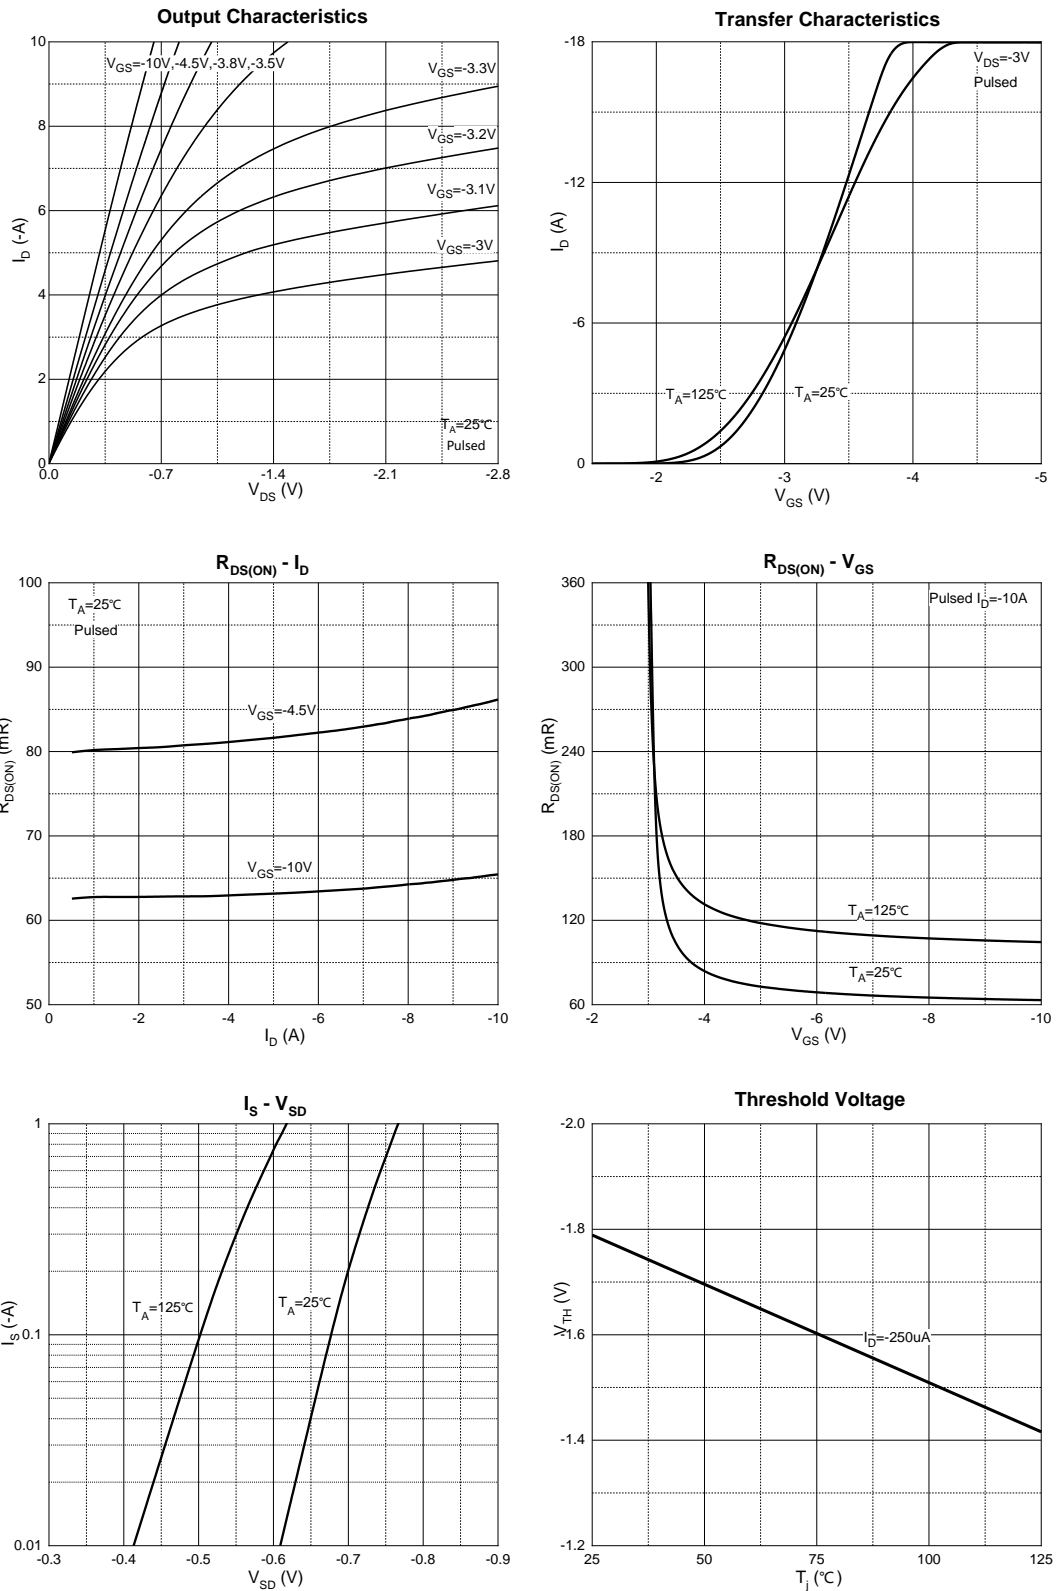 Output Characteristics
10
8
6
4
2
0
I_D (-A)
V_GS=-10V,-4.5V,-3.8V,-3.5V
V_GS=-3.3V
V_GS=-3.2V
V_GS=-3.1V
V_GS=-3V
T_A=25℃
Pulsed
0.0 -0.7 -1.4 -2.1 -2.8
V_DS (V)
Transfer Characteristics
-18
-12
-6
0
I_D (A)
V_DS=-3V
Pulsed
T_A=125℃
T_A=25℃
-2 -3 -4 -5
V_GS (V)
R_DS(ON) - I_D
100
90
80
70
60
50
R_DS(ON) (mR)
T_A=25℃
Pulsed
V_GS=-4.5V
V_GS=-10V
0 -2 -4 -6 -8 -10
I_D (A)
R_DS(ON) - V_GS
360
300
240
180
120
60
R_DS(ON) (mR)
Pulsed I_D=-10A
T_A=125℃
T_A=25℃
-2 -4 -6 -8 -10
V_GS (V)
I_S - V_SD
1
0.1
0.01
I_S (-A)
T_A=125℃
T_A=25℃
-0.3 -0.4 -0.5 -0.6 -0.7 -0.8 -0.9
V_SD (V)
Threshold Voltage
-2.0
-1.8
-1.6
-1.4
-1.2
V_TH (V)
I_D=-250uA
25 50 75 100 125
T_j (℃)